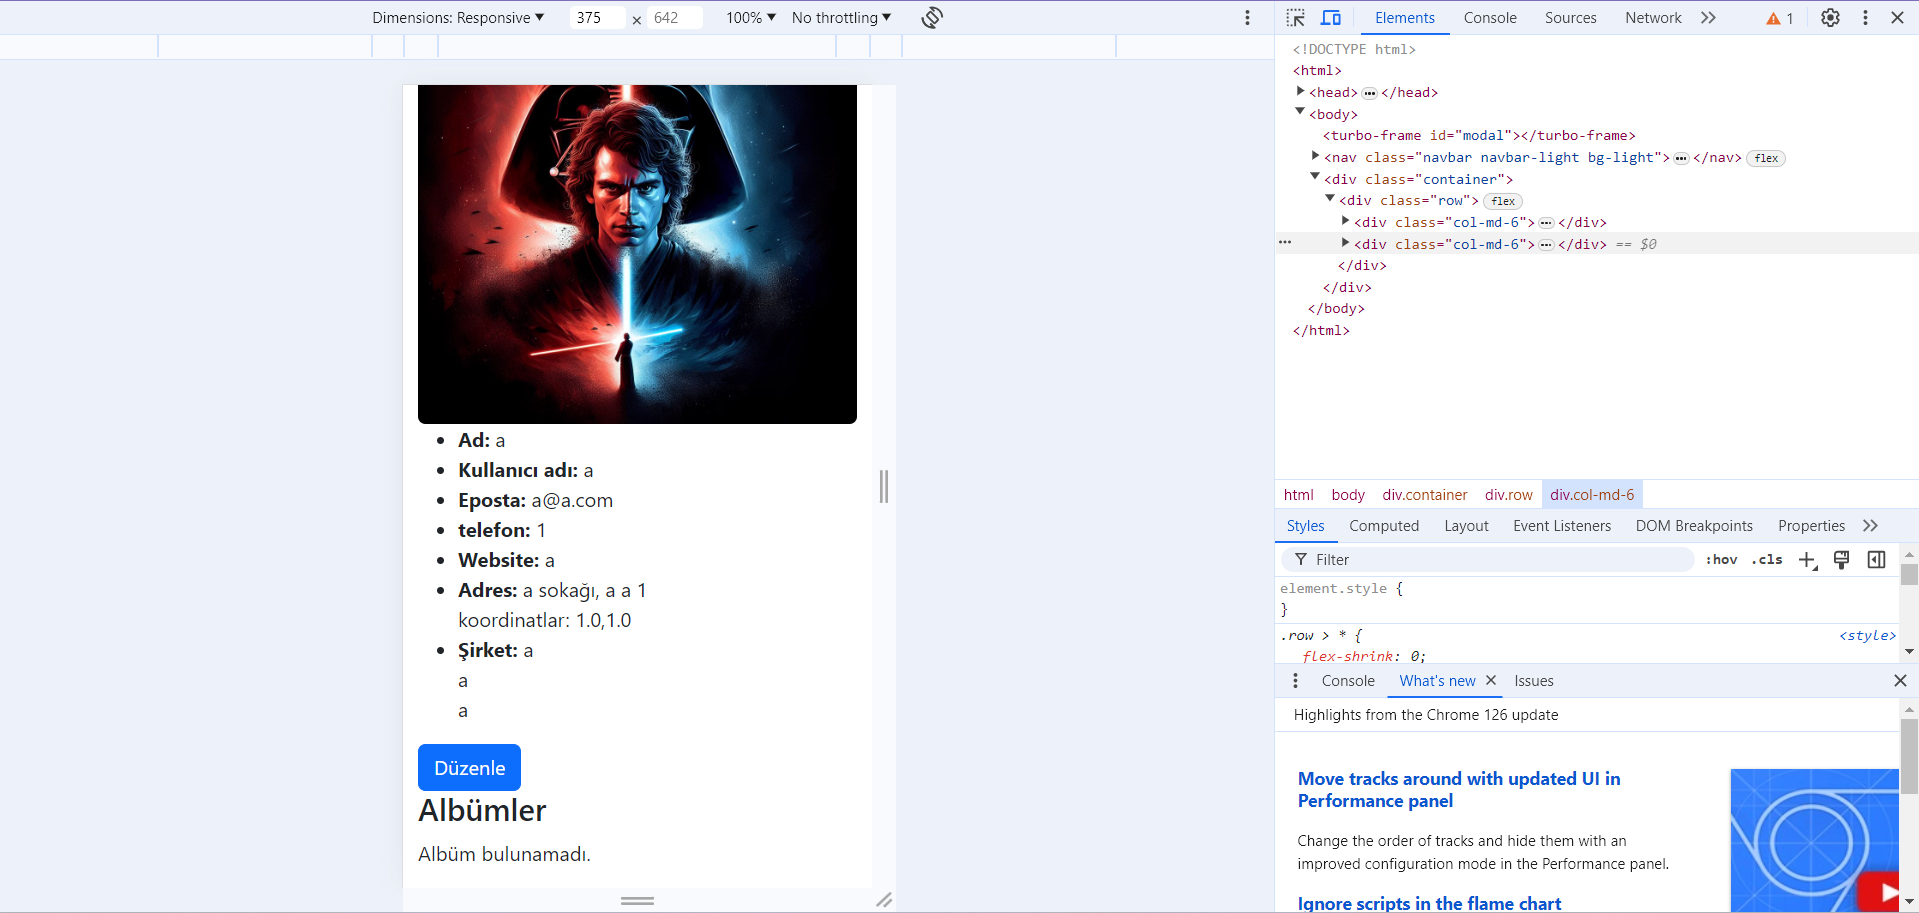 Dimensions: Responsive ▼ 375 × 642 100% ▼ No throttling ▼
Elements Console Sources Network 1
<!DOCTYPE html>
<html>
<head> ••• </head>
<body>
<turbo-frame id="modal"></turbo-frame>
<nav class="navbar navbar-light bg-light"> ••• </nav> flex
<div class="container">
<div class="row"> flex
<div class="col-md-6"> ••• </div>
••• <div class="col-md-6"> ••• </div> == $0
</div>
</div>
</body>
</html>
html body div.container div.row div.col-md-6
Styles Computed Layout Event Listeners DOM Breakpoints Properties
Filter :hov .cls
element.style {
}
.row > * { <style>
flex-shrink: 0;
Console What's new Issues
Highlights from the Chrome 126 update
Move tracks around with updated UI in
Performance panel
Change the order of tracks and hide them with an
improved configuration mode in the Performance panel.
Ignore scripts in the flame chart
• Ad: a
• Kullanıcı adı: a
• Eposta: a@a.com
• telefon: 1
• Website: a
• Adres: a sokağı, a a 1
koordinatlar: 1.0,1.0
• Şirket: a
a
a
Düzenle
Albümler
Albüm bulunamadı.